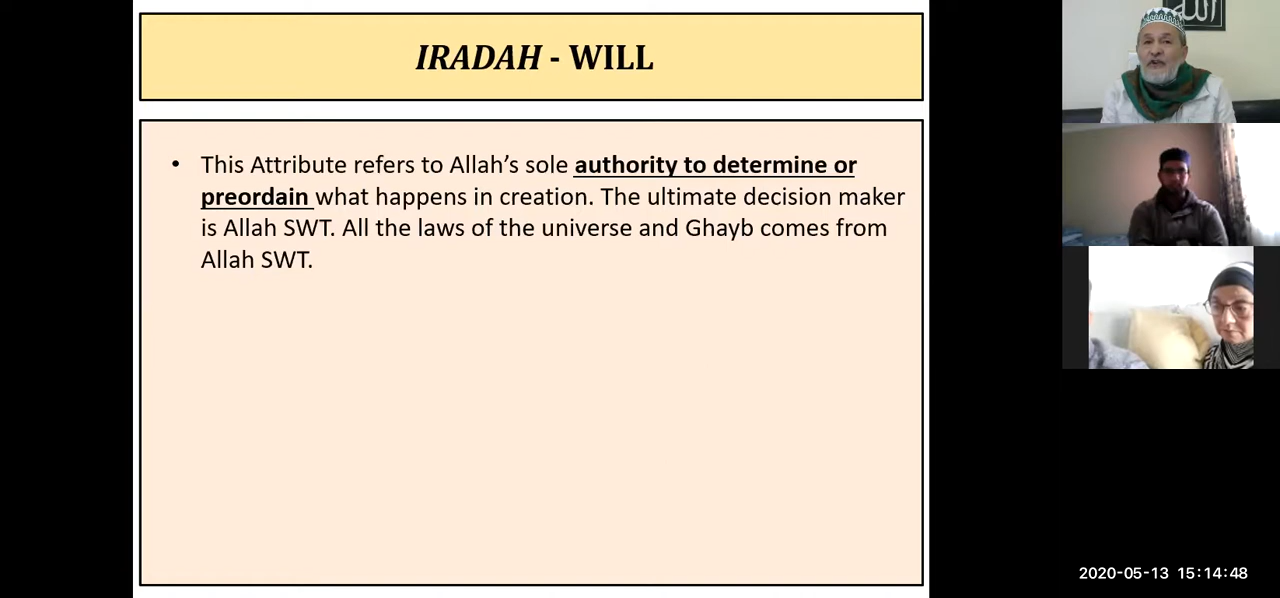 IRADAH - WILL
• This Attribute refers to Allah’s sole authority to determine or
preordain what happens in creation. The ultimate decision maker
is Allah SWT. All the laws of the universe and Ghayb comes from
Allah SWT.
الله
2020-05-13 15:14:48